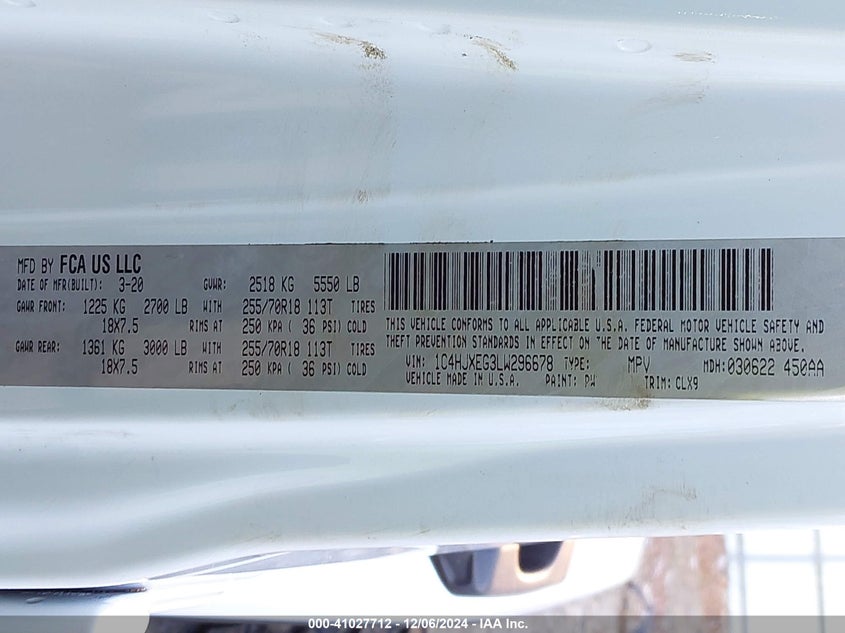 MFD BY FCA US LLC
DATE OF MFR(BUILT): 3-20 GVWR: 2518 KG 5550 LB
GAWR FRONT: 1225 KG 2700 LB WITH 255/70R18 113T TIRES
18X7.5 RIMS AT 250 KPA ( 36 PSI) COLD
GAWR REAR: 1361 KG 3000 LB WITH 255/70R18 113T TIRES
18X7.5 RIMS AT 250 KPA ( 36 PSI) COLD
THIS VEHICLE CONFORMS TO ALL APPLICABLE U.S.A. FEDERAL MOTOR VEHICLE SAFETY AND
THEFT PREVENTION STANDARDS IN EFFECT ON THE DATE OF MANUFACTURE SHOWN ABOVE.
VIN: 1C4HJXEG3LW296678 TYPE: MPV MDH: 030622 450AA
MADE IN U.S.A. PAINT: PW TRIM: CLX9
000-41027712 - 12/06/2024 - IAA Inc.